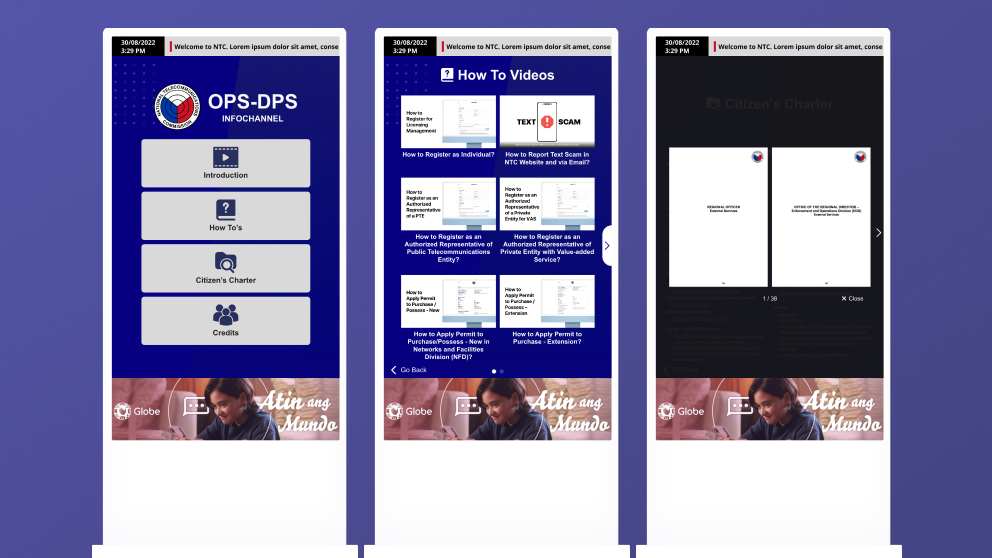 30/08/2022
3:29 PM
Welcome to NTC. Lorem ipsum dolor sit amet, conse
NATIONAL TELECOMMUNICATIONS
COMMISSION
OPS-DPS
INFOCHANNEL
Introduction
How To's
Citizen's Charter
Credits
Globe
Atin ang
Mundo
30/08/2022
3:29 PM
Welcome to NTC. Lorem ipsum dolor sit amet, conse
How To Videos
How to
Register for
Licensing
Management
How to Register as Individual?
TEXT
SCAM
How to Report Text Scam in
NTC Website and via Email?
How to
Register as an
Authorized
Representative
of a PTE
How to Register as an
Authorized Representative of
Public Telecommunications
Entity?
How to
Register as an
Authorized
Representative
of a Private
Entity for VAS
How to Register as an
Authorized Representative of
Private Entity with Value-added
Service?
How to
Apply Permit
to Purchase /
Possess - New
How to Apply Permit to
Purchase/Possess - New in
Networks and Facilities
Division (NFD)?
How to
Apply Permit
to Purchase /
Possess –
Extension
How to Apply Permit to
Purchase - Extension?
Go Back
Globe
Atin ang
Mundo
30/08/2022
3:29 PM
Welcome to NTC. Lorem ipsum dolor sit amet, conse
Citizen's Charter
REGIONAL OFFICES
External Services
OFFICE OF THE REGIONAL DIRECTOR -
Enforcement and Operations Division (EOD)
External Services
1 / 36
Close
Go Back
Globe
Atin ang
Mundo